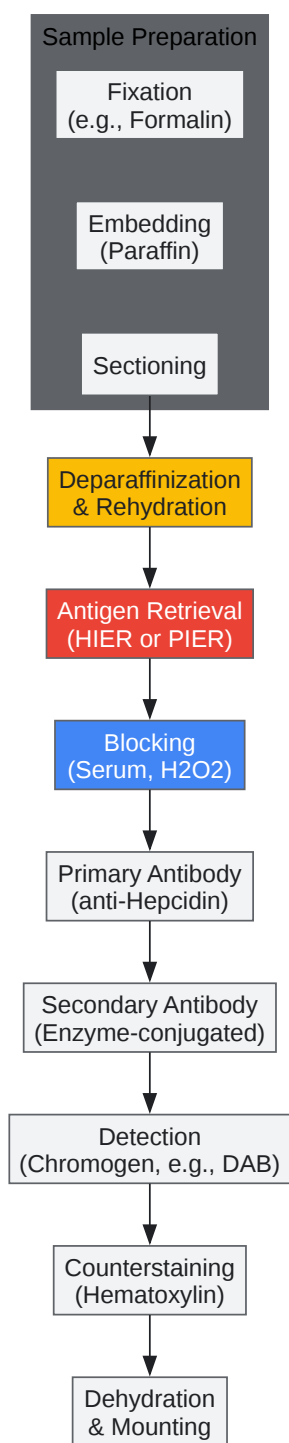 Sample Preparation
Fixation
(e.g., Formalin)
Embedding
(Paraffin)
Sectioning
Deparaffinization
& Rehydration
Antigen Retrieval
(HIER or PIER)
Blocking
(Serum, H2O2)
Primary Antibody
(anti-Hepcidin)
Secondary Antibody
(Enzyme-conjugated)
Detection
(Chromogen, e.g., DAB)
Counterstaining
(Hematoxylin)
Dehydration
& Mounting